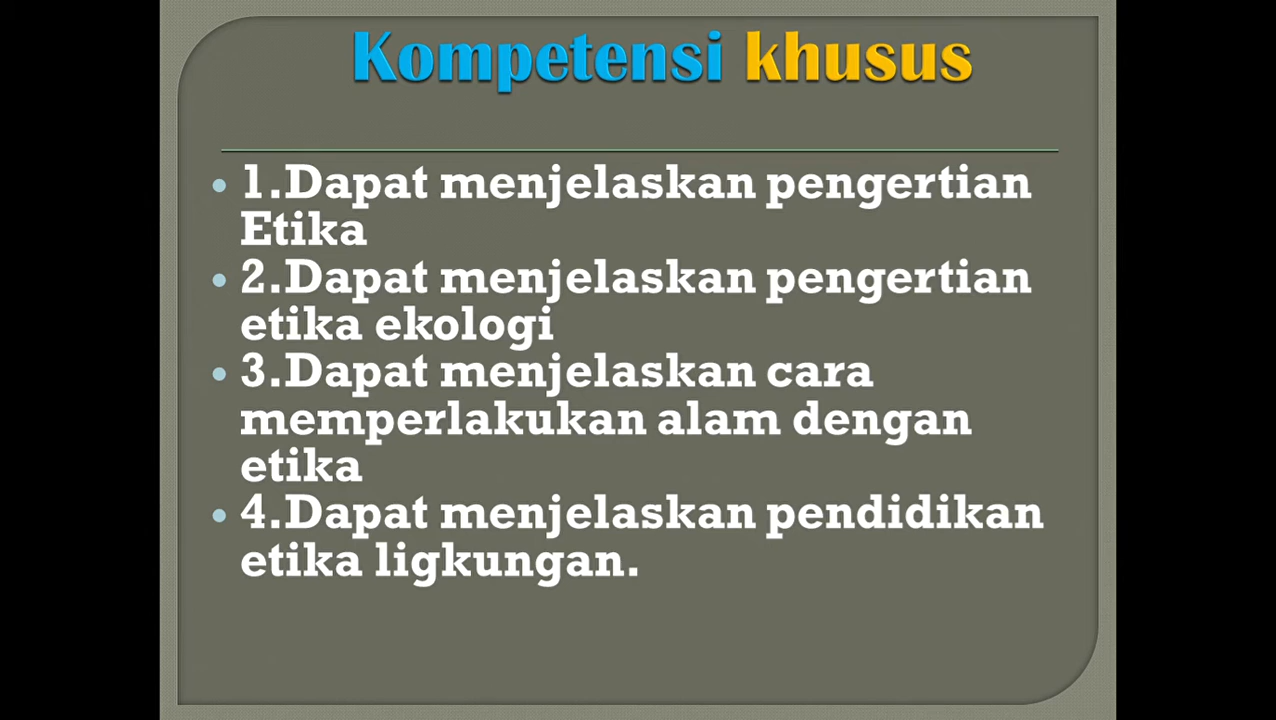 Kompetensi khusus
• 1.Dapat menjelaskan pengertian
Etika
• 2.Dapat menjelaskan pengertian
etika ekologi
• 3.Dapat menjelaskan cara
memperlakukan alam dengan
etika
• 4.Dapat menjelaskan pendidikan
etika ligkungan.